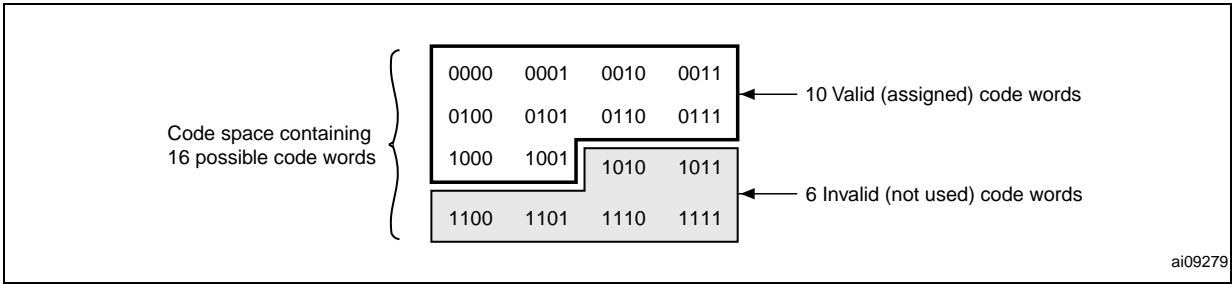 0000 0001 0010 0011
0100 0101 0110 0111
1000 1001
1010 1011
1100 1101 1110 1111
Code space containing
16 possible code words
10 Valid (assigned) code words
6 Invalid (not used) code words
ai09279